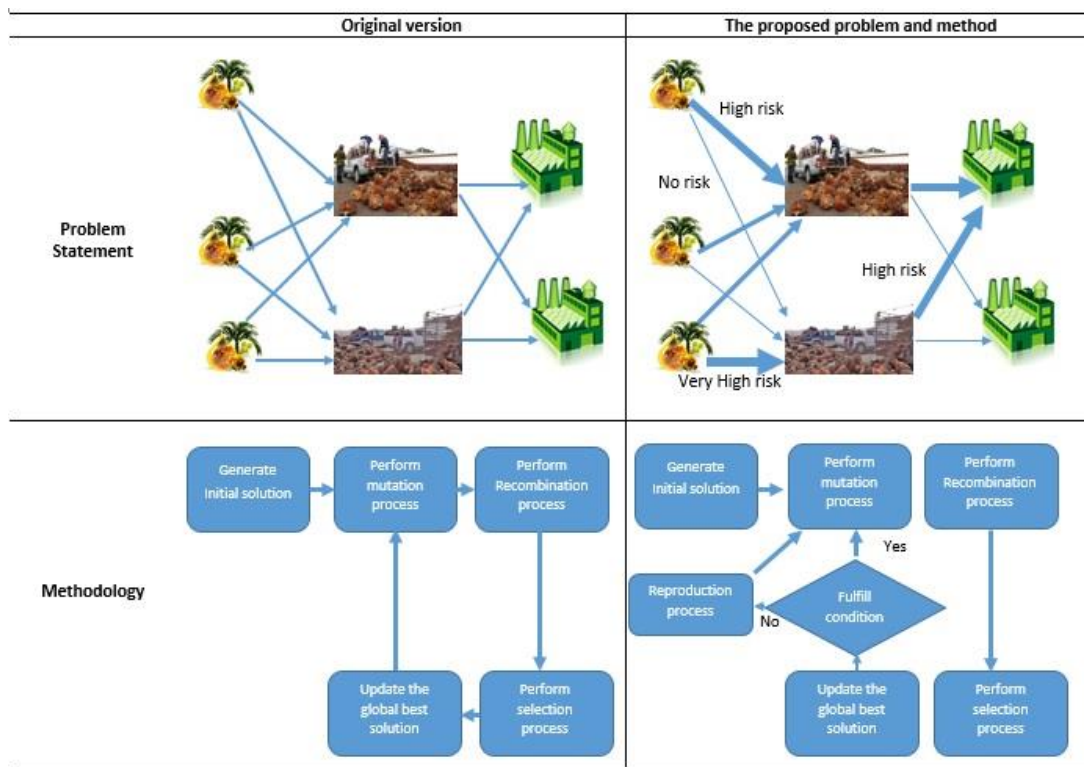 Original version
The proposed problem and method
Problem
Statement
High risk
No risk
High risk
Very High risk
Methodology
Generate
Initial solution
Perform
mutation
process
Perform
Recombination
process
Update the
global best
solution
Perform
selection
process
Generate
Initial solution
Perform
mutation
process
Perform
Recombination
process
Yes
Reproduction
process
No
Fulfill
condition
Update the
global best
solution
Perform
selection
process